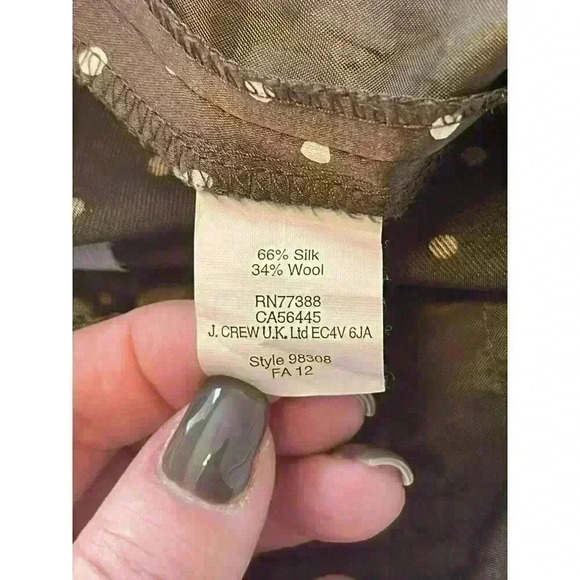 66% Silk
34% Wool
RN77388
CA56445
J. CREW U.K. Ltd EC4V 6JA
Style 98308
FA 12